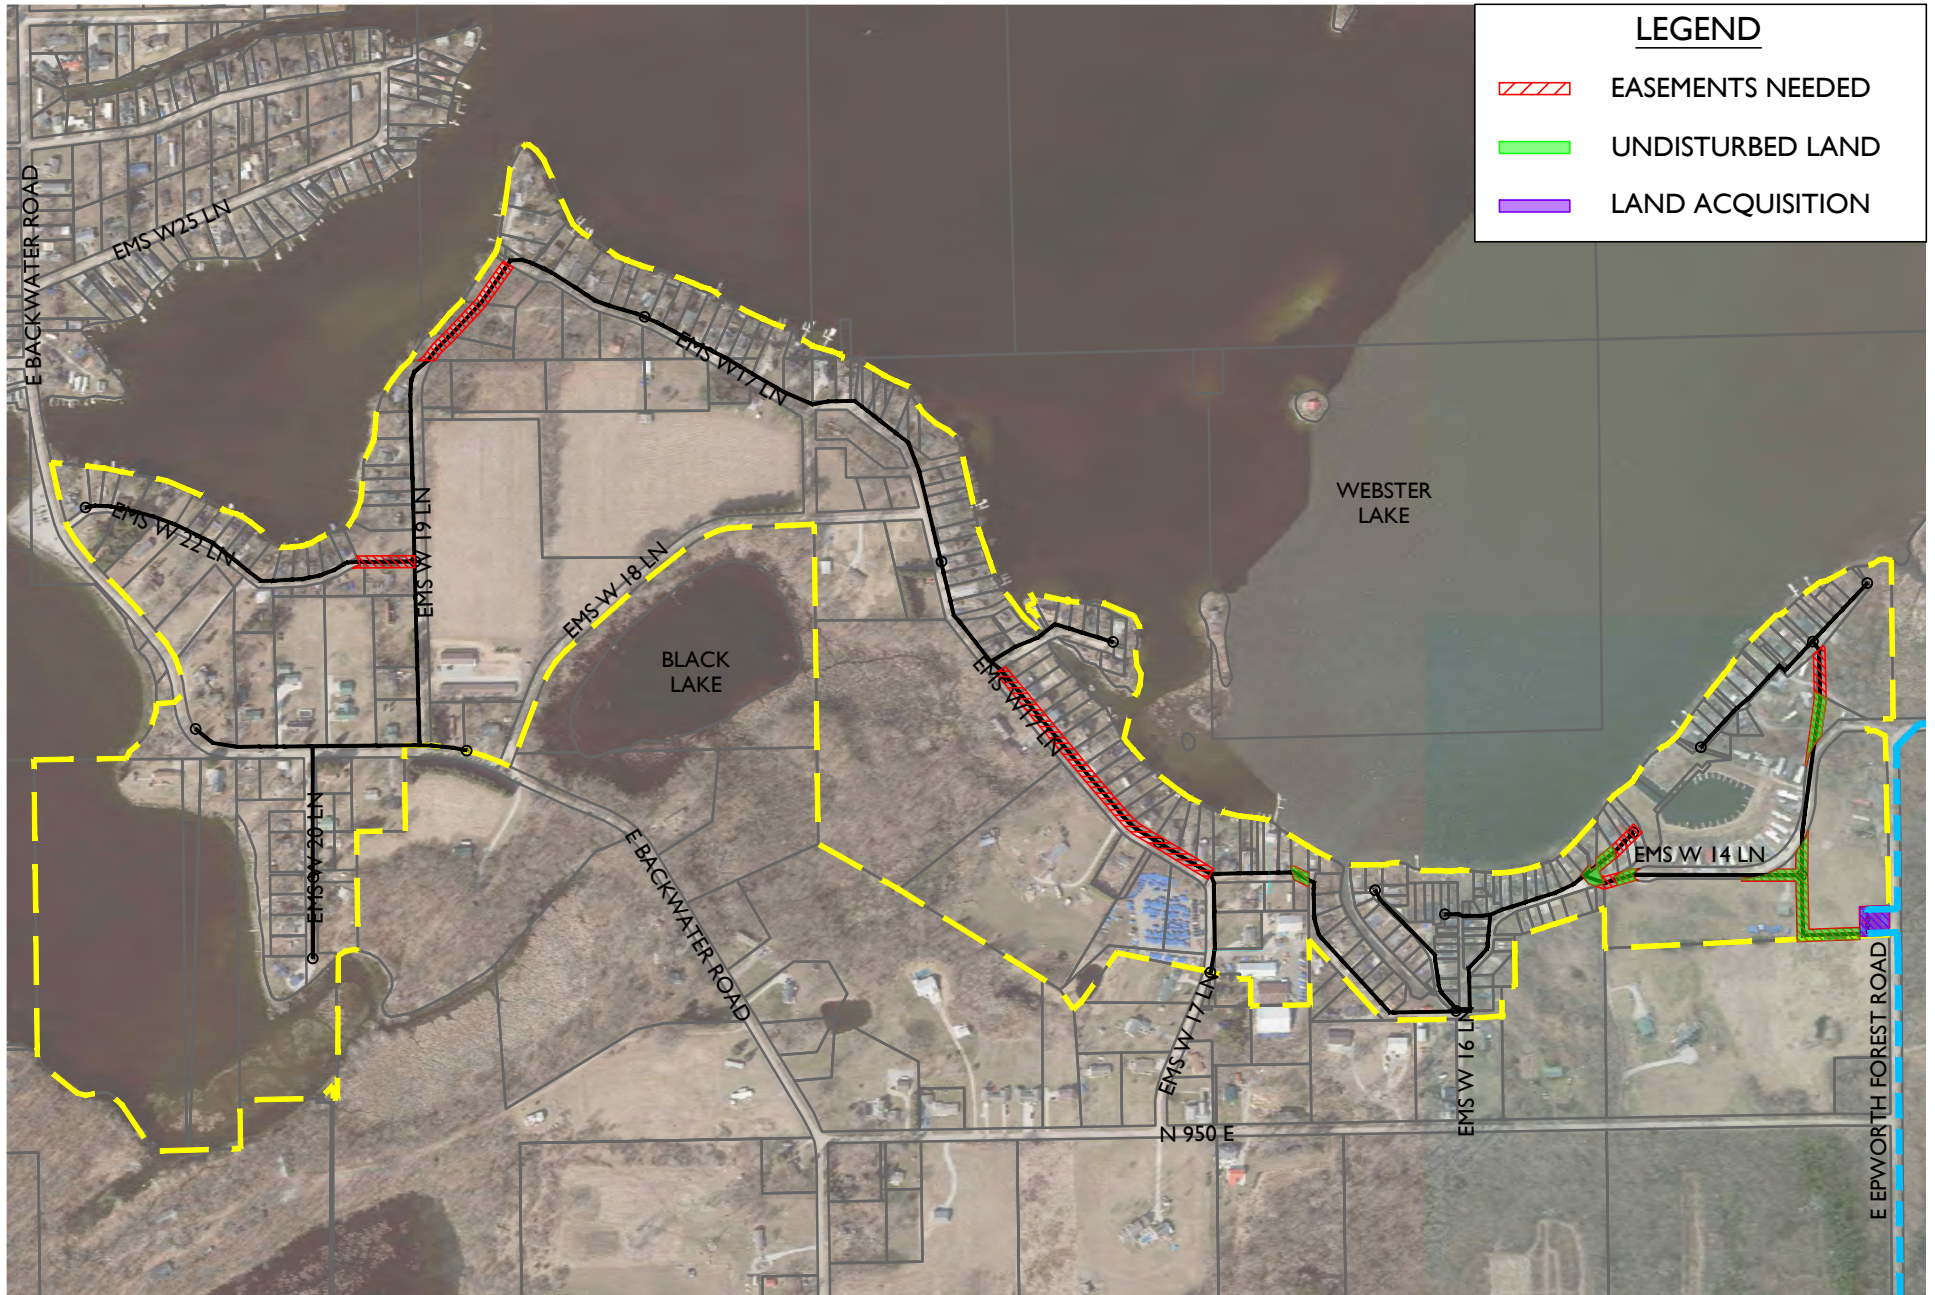 LEGEND
EASEMENTS NEEDED
UNDISTURBED LAND
LAND ACQUISITION
E BACKWATER ROAD
EMS W25 LN
EMS W17 LN
EMS W 22 LN
EMS W 19 LN
EMS W 18 LN
BLACK
LAKE
WEBSTER
LAKE
EMS W17 LN
EMS W 20 LN
E BACKWATER ROAD
EMS W 14 LN
EMS W 17 LN
EMS W 16 LN
N 950 E
E EPWORTH FOREST ROAD